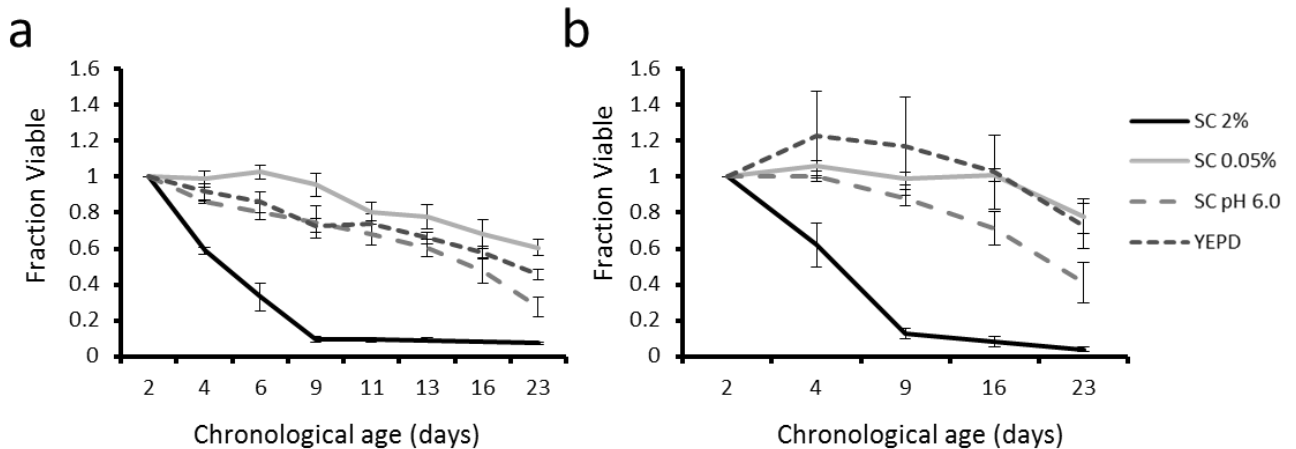 a
Fraction Viable
1.6
1.4
1.2
1
0.8
0.6
0.4
0.2
0
2 4 6 9 11 13 16 23
Chronological age (days)
b
Fraction Viable
1.6
1.4
1.2
1
0.8
0.6
0.4
0.2
0
2 4 9 16 23
Chronological age (days)
SC 2%
SC 0.05%
SC pH 6.0
YEPD